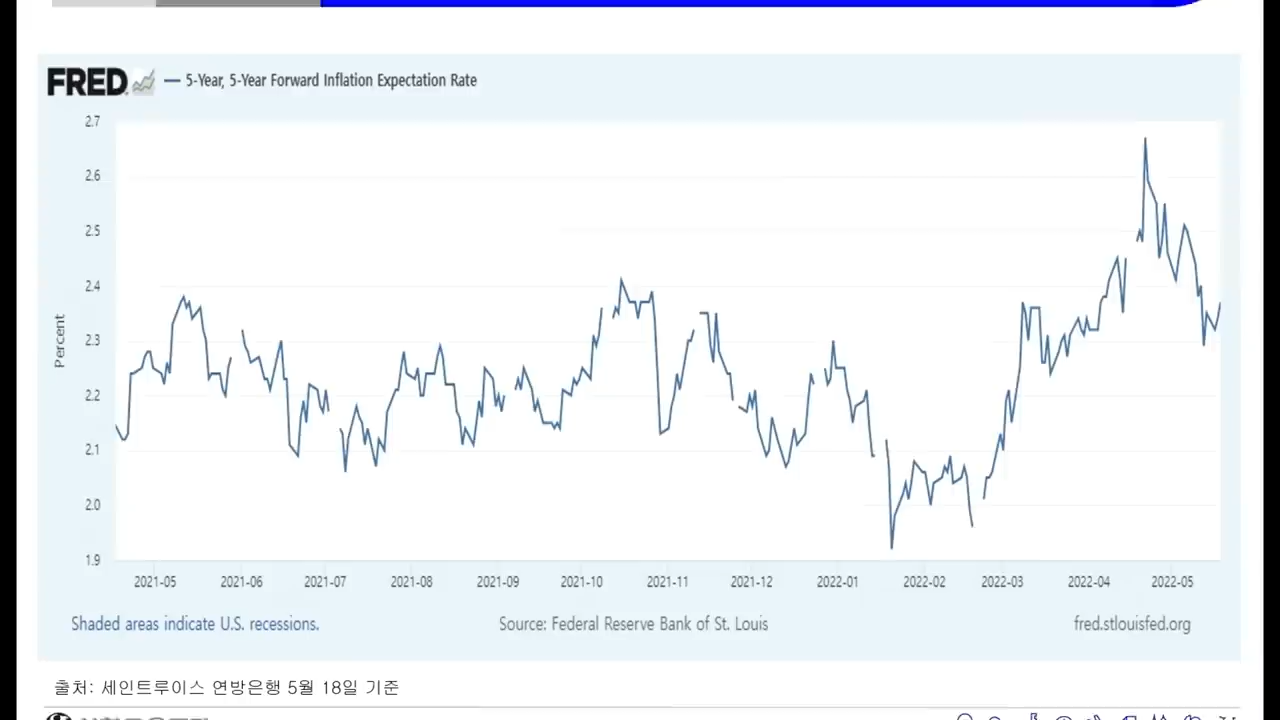 FRED — 5-Year, 5-Year Forward Inflation Expectation Rate
2.7
2.6
2.5
2.4
2.3
2.2
2.1
2.0
1.9
Percent
2021-05 2021-06 2021-07 2021-08 2021-09 2021-10 2021-11 2021-12 2022-01 2022-02 2022-03 2022-04 2022-05
Shaded areas indicate U.S. recessions. Source: Federal Reserve Bank of St. Louis fred.stlouisfed.org
출처: 세인트루이스 연방은행 5월 18일 기준